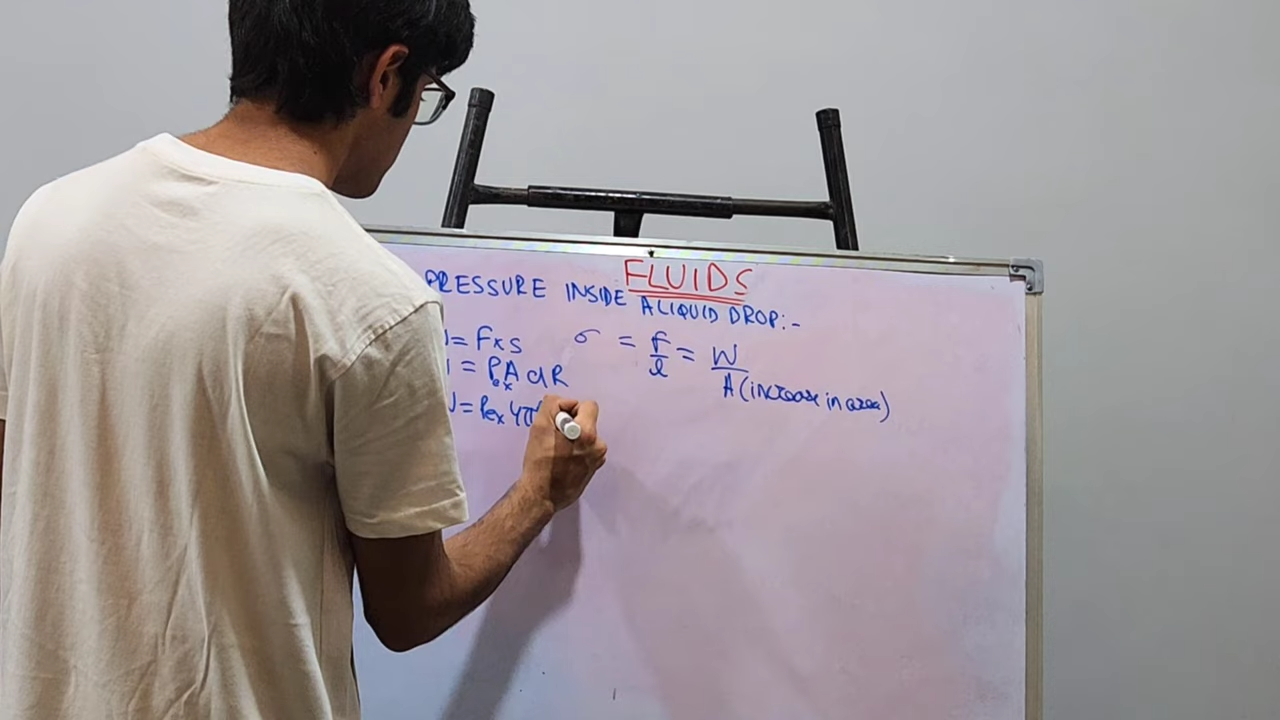 FLUIDS
PRESSURE INSIDE A LIQUID DROP:-
= F×s
= PexA dR
= Pex 4π
σ = F/l = W/A (increase in area)